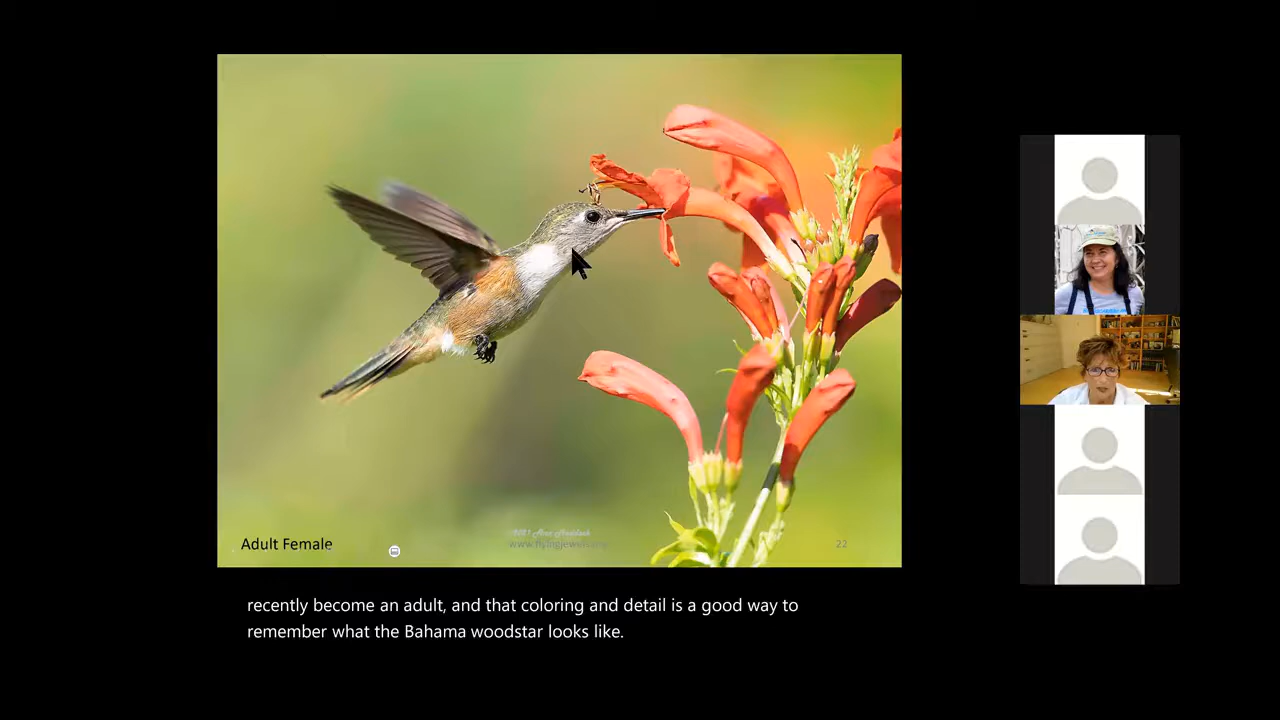 Adult Female
22
recently become an adult, and that coloring and detail is a good way to
remember what the Bahama woodstar looks like.